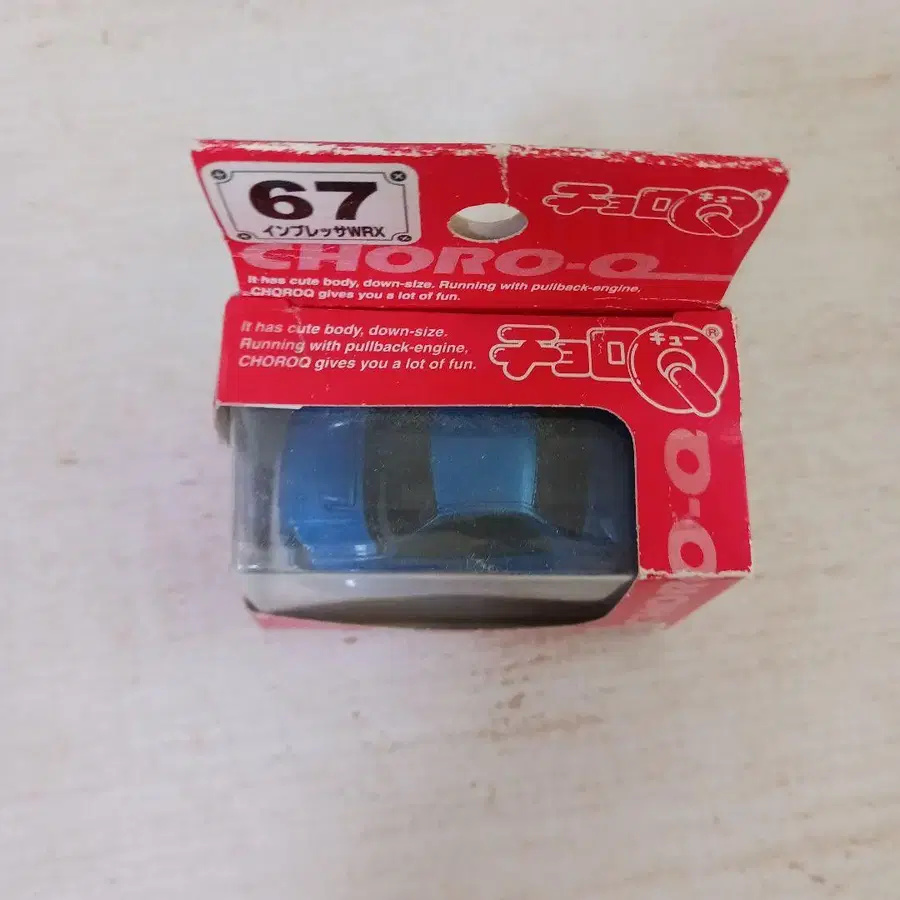 67
インプレッサWRX
チョロQ
キュー
®
CHORO-Q
It has cute body, down-size. Running with pullback-engine,
CHOROQ gives you a lot of fun.
It has cute body, down-size.
Running with pullback-engine,
CHOROQ gives you a lot of fun.
チョロQ
キュー
®
CHORO-Q